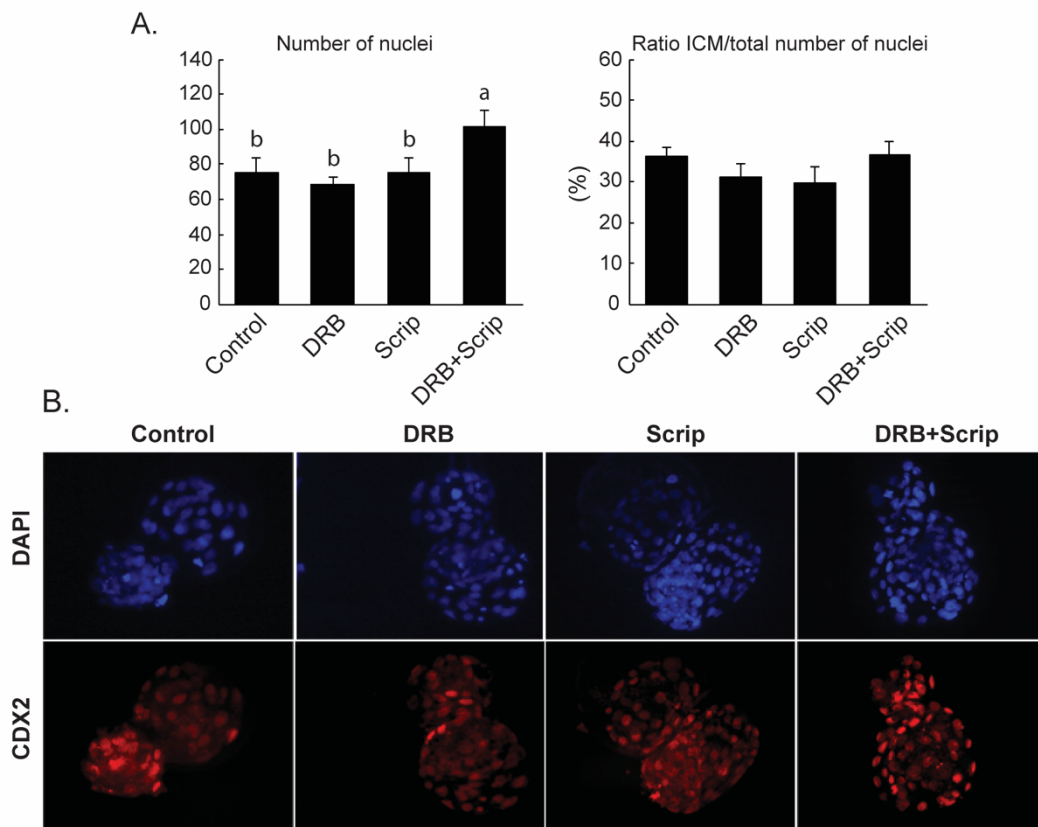 A.
Number of nuclei
140
120
100
80
60
40
20
0
b
b
b
a
Control
DRB
Scrip
DRB+Scrip
Ratio ICM/total number of nuclei
(%)
60
50
40
30
20
10
0
Control
DRB
Scrip
DRB+Scrip
B.
Control DRB Scrip DRB+Scrip
DAPI
CDX2